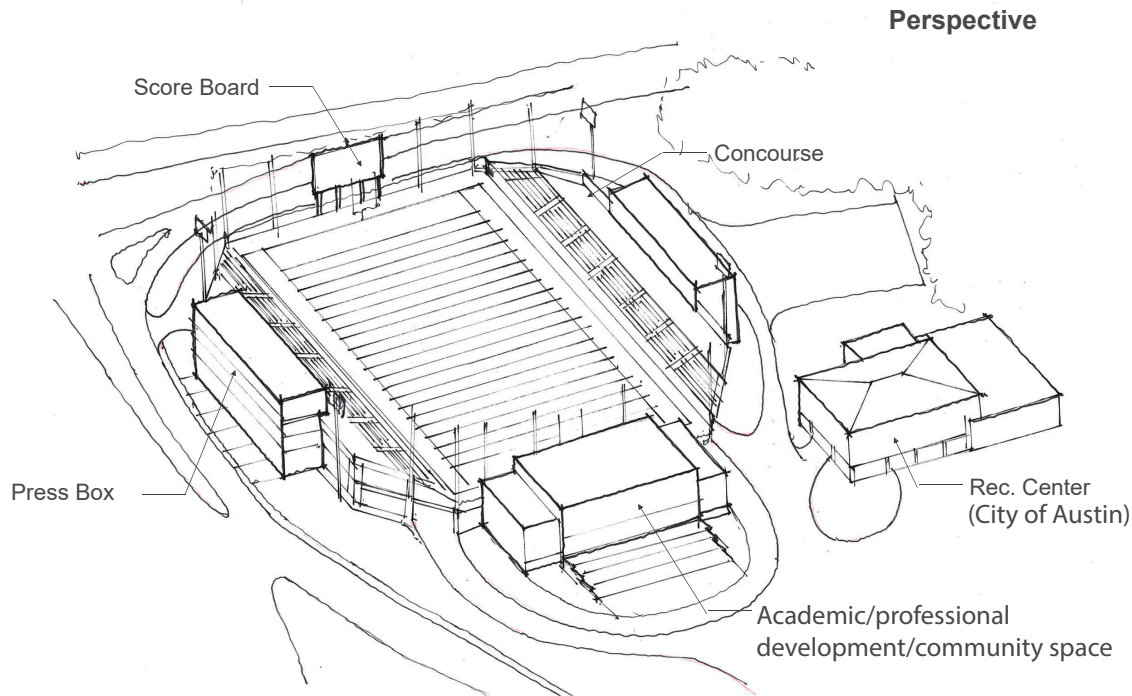 Perspective
Score Board
Concourse
Press Box
Rec. Center
(City of Austin)
Academic/professional
development/community space